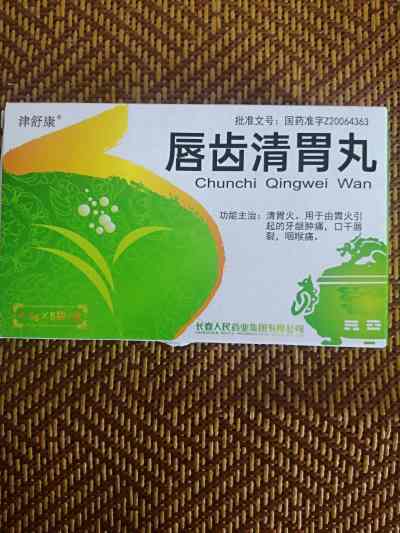 津舒康®
批准文号：国药准字Z20064363
唇齿清胃丸
Chunchi Qingwei Wan
功能主治：清胃火。用于由胃火引
起的牙龈肿痛，口干唇
裂，咽喉痛。
长春人民药业集团有限公司